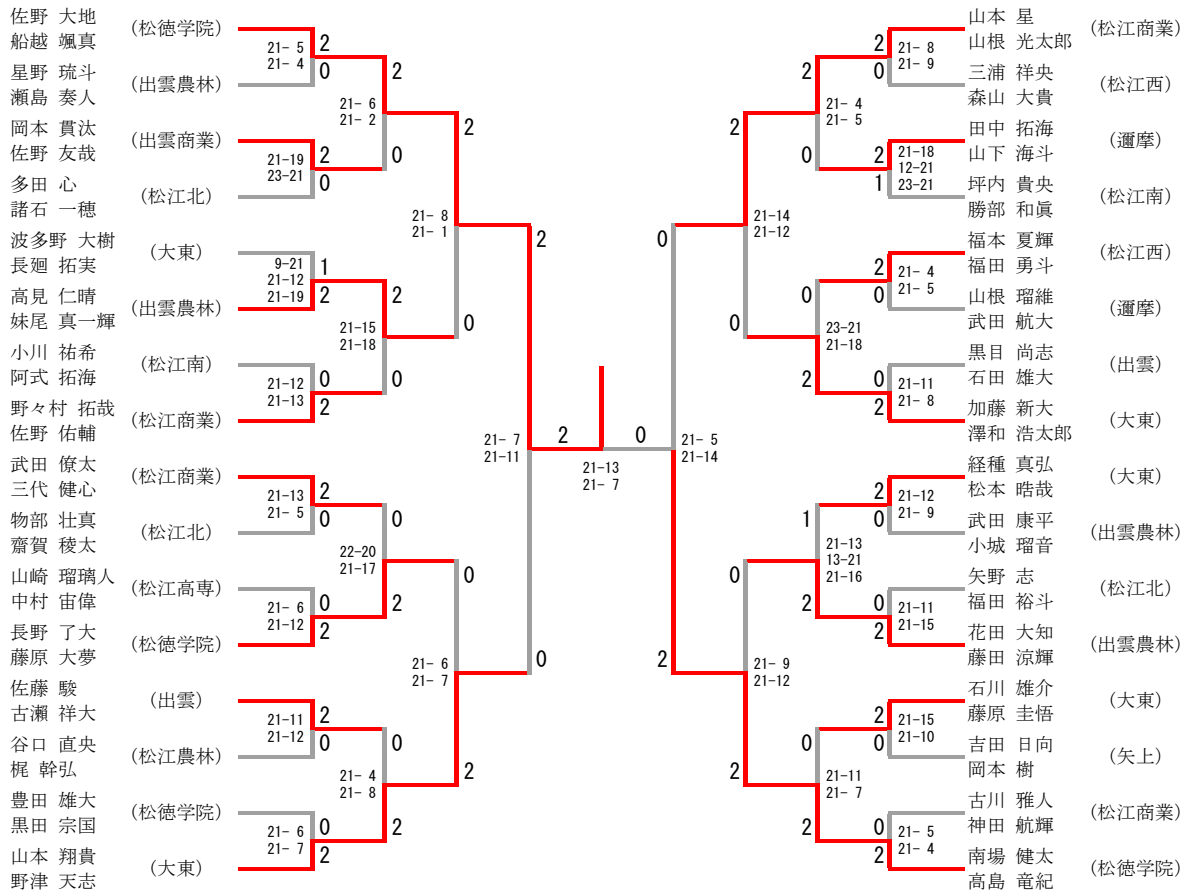 佐野 大地
船越 颯真
(松徳学院)
星野 琉斗
瀬島 奏人
(出雲農林)
岡本 貫汰
佐野 友哉
(出雲商業)
多田 心
諸石 一穂
(松江北)
波多野 大樹
長廻 拓実
(大東)
高見 仁晴
妹尾 真一輝
(出雲農林)
小川 祐希
阿式 拓海
(松江南)
野々村 拓哉
佐野 佑輔
(松江商業)
武田 僚太
三代 健心
(松江商業)
物部 壮真
齋賀 稜太
(松江北)
山崎 瑠璃人
中村 宙偉
(松江高専)
長野 了大
藤原 大夢
(松徳学院)
佐藤 駿
古瀬 祥大
(出雲)
谷口 直央
梶 幹弘
(松江農林)
豊田 雄大
黒田 宗国
(松徳学院)
山本 翔貴
野津 天志
(大東)
21- 5
21- 4
2
0
21-19
23-21
2
0
9-21
21-12
21-19
1
2
21-12
21-13
0
2
21-13
21- 5
2
0
21- 6
21-12
0
2
21-11
21-12
2
0
21- 6
21- 7
0
2
21- 6
21- 2
2
0
21-15
21-18
2
0
22-20
21-17
0
2
21- 4
21- 8
0
2
21- 8
21- 1
2
0
21- 6
21- 7
0
2
21- 7
21-11
2
0
2
0
21-13
21- 7
21- 5
21-14
0
2
21-14
21-12
2
0
21- 9
21-12
0
2
21- 4
21- 5
2
0
23-21
21-18
0
2
21-13
13-21
21-16
1
2
21-11
21- 7
0
2
21- 8
21- 9
2
0
21-18
12-21
23-21
2
1
21- 4
21- 5
2
0
21-11
21- 8
0
2
21-12
21- 9
2
0
21-11
21-15
0
2
21-15
21-10
2
0
21- 5
21- 4
0
2
山本 星
山根 光太郎
(松江商業)
三浦 祥央
森山 大貴
(松江西)
田中 拓海
山下 海斗
(邇摩)
坪内 貴央
勝部 和眞
(松江南)
福本 夏輝
福田 勇斗
(松江西)
山根 瑠維
武田 航大
(邇摩)
黒目 尚志
石田 雄大
(出雲)
加藤 新大
澤和 浩太郎
(大東)
経種 真弘
松本 晧哉
(大東)
武田 康平
小城 瑠音
(出雲農林)
矢野 志
福田 裕斗
(松江北)
花田 大知
藤田 涼輝
(出雲農林)
石川 雄介
藤原 圭悟
(大東)
吉田 日向
岡本 樹
(矢上)
古川 雅人
神田 航輝
(松江商業)
南場 健太
高島 竜紀
(松徳学院)